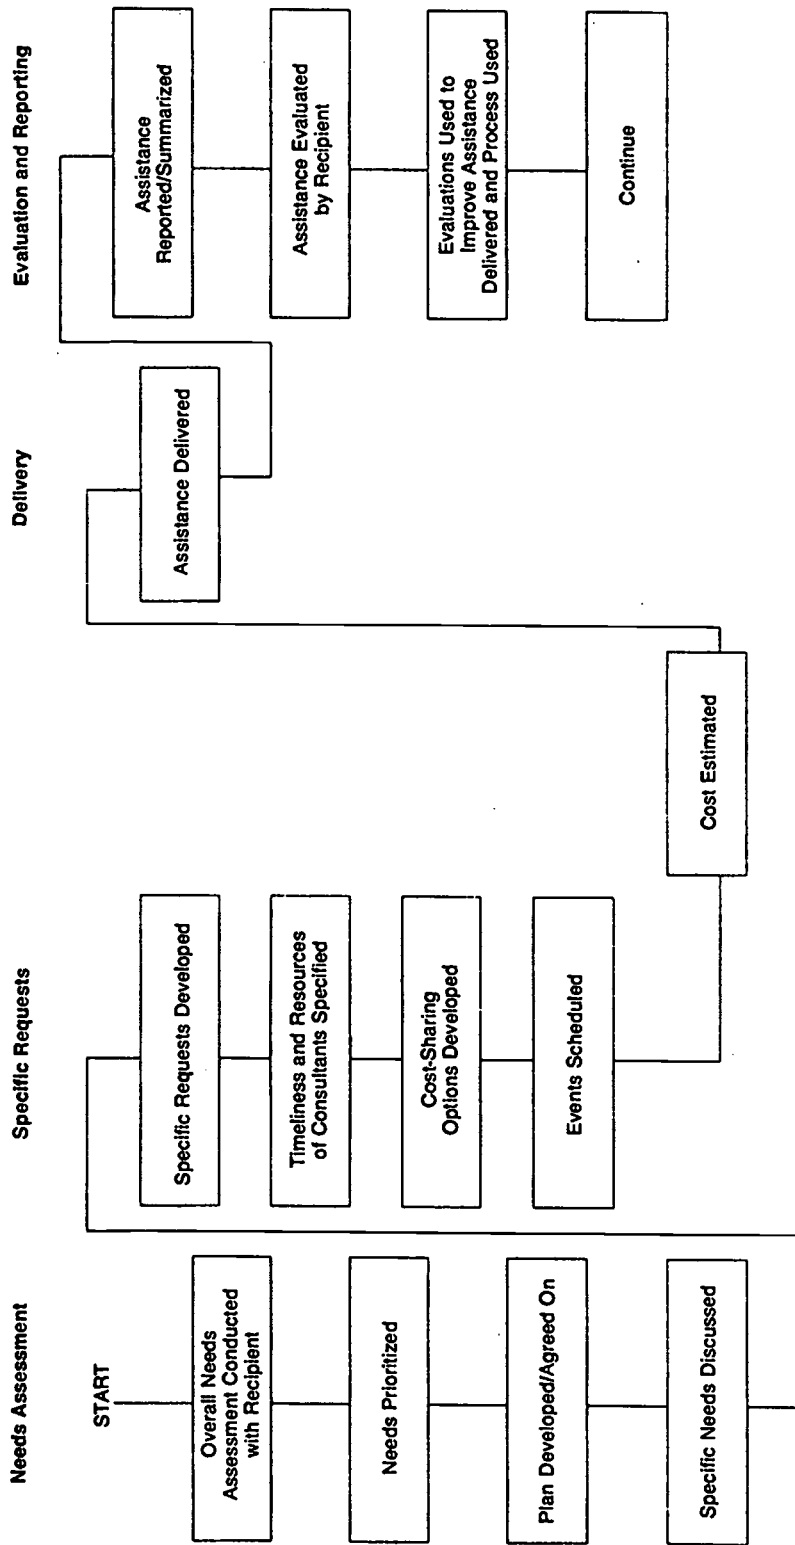 Needs Assessment
START
Overall Needs
Assessment Conducted
with Recipient
Needs Prioritized
Plan Developed/Agreed On
Specific Needs Discussed
Specific Requests
Specific Requests Developed
Timeliness and Resources
of Consultants Specified
Cost-Sharing
Options Developed
Events Scheduled
Cost Estimated
Delivery
Assistance Delivered
Evaluation and Reporting
Assistance
Reported/Summarized
Assistance Evaluated
by Recipient
Evaluations Used to
Improve Assistance
Delivered and Process Used
Continue